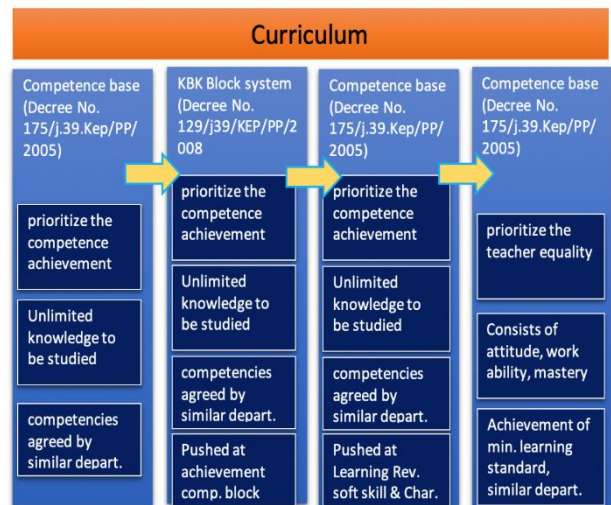 Curriculum
Competence base
(Decree No.
175/j.39.Kep/PP/
2005)
prioritize the
competence
achievement
Unlimited
knowledge to
be studied
competencies
agreed by
similar depart.
KBK Block system
(Decree No.
129/j39/KEP/PP/2
008
prioritize the
competence
achievement
Unlimited
knowledge to
be studied
competencies
agreed by
similar depart.
Pushed at
achievement
comp. block
Competence base
(Decree No.
175/j.39.Kep/PP/
2005)
prioritize the
competence
achievement
Unlimited
knowledge to
be studied
competencies
agreed by
similar depart.
Pushed at
Learning Rev.
soft skill & Char.
Competence base
(Decree No.
175/j.39.Kep/PP/
2005)
prioritize the
teacher equality
Consists of
attitude, work
ability, mastery
Achievement of
min. learning
standard,
similar depart.